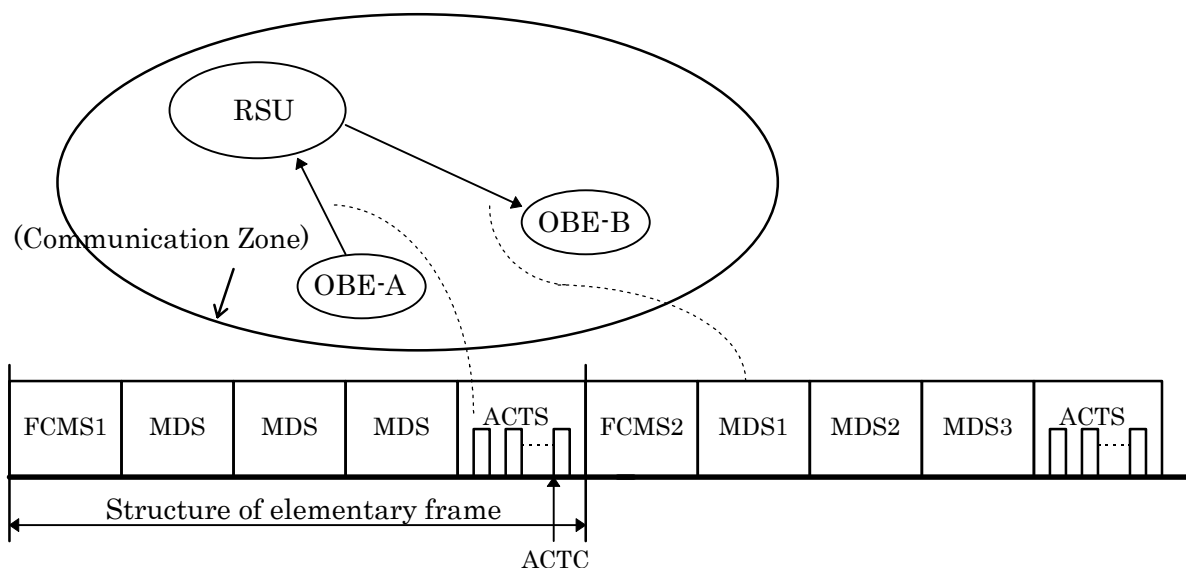 RSU
OBE-B
(Communication Zone)
OBE-A
FCMS1 MDS MDS MDS ACTS FCMS2 MDS1 MDS2 MDS3 ACTS
Structure of elementary frame
ACTC